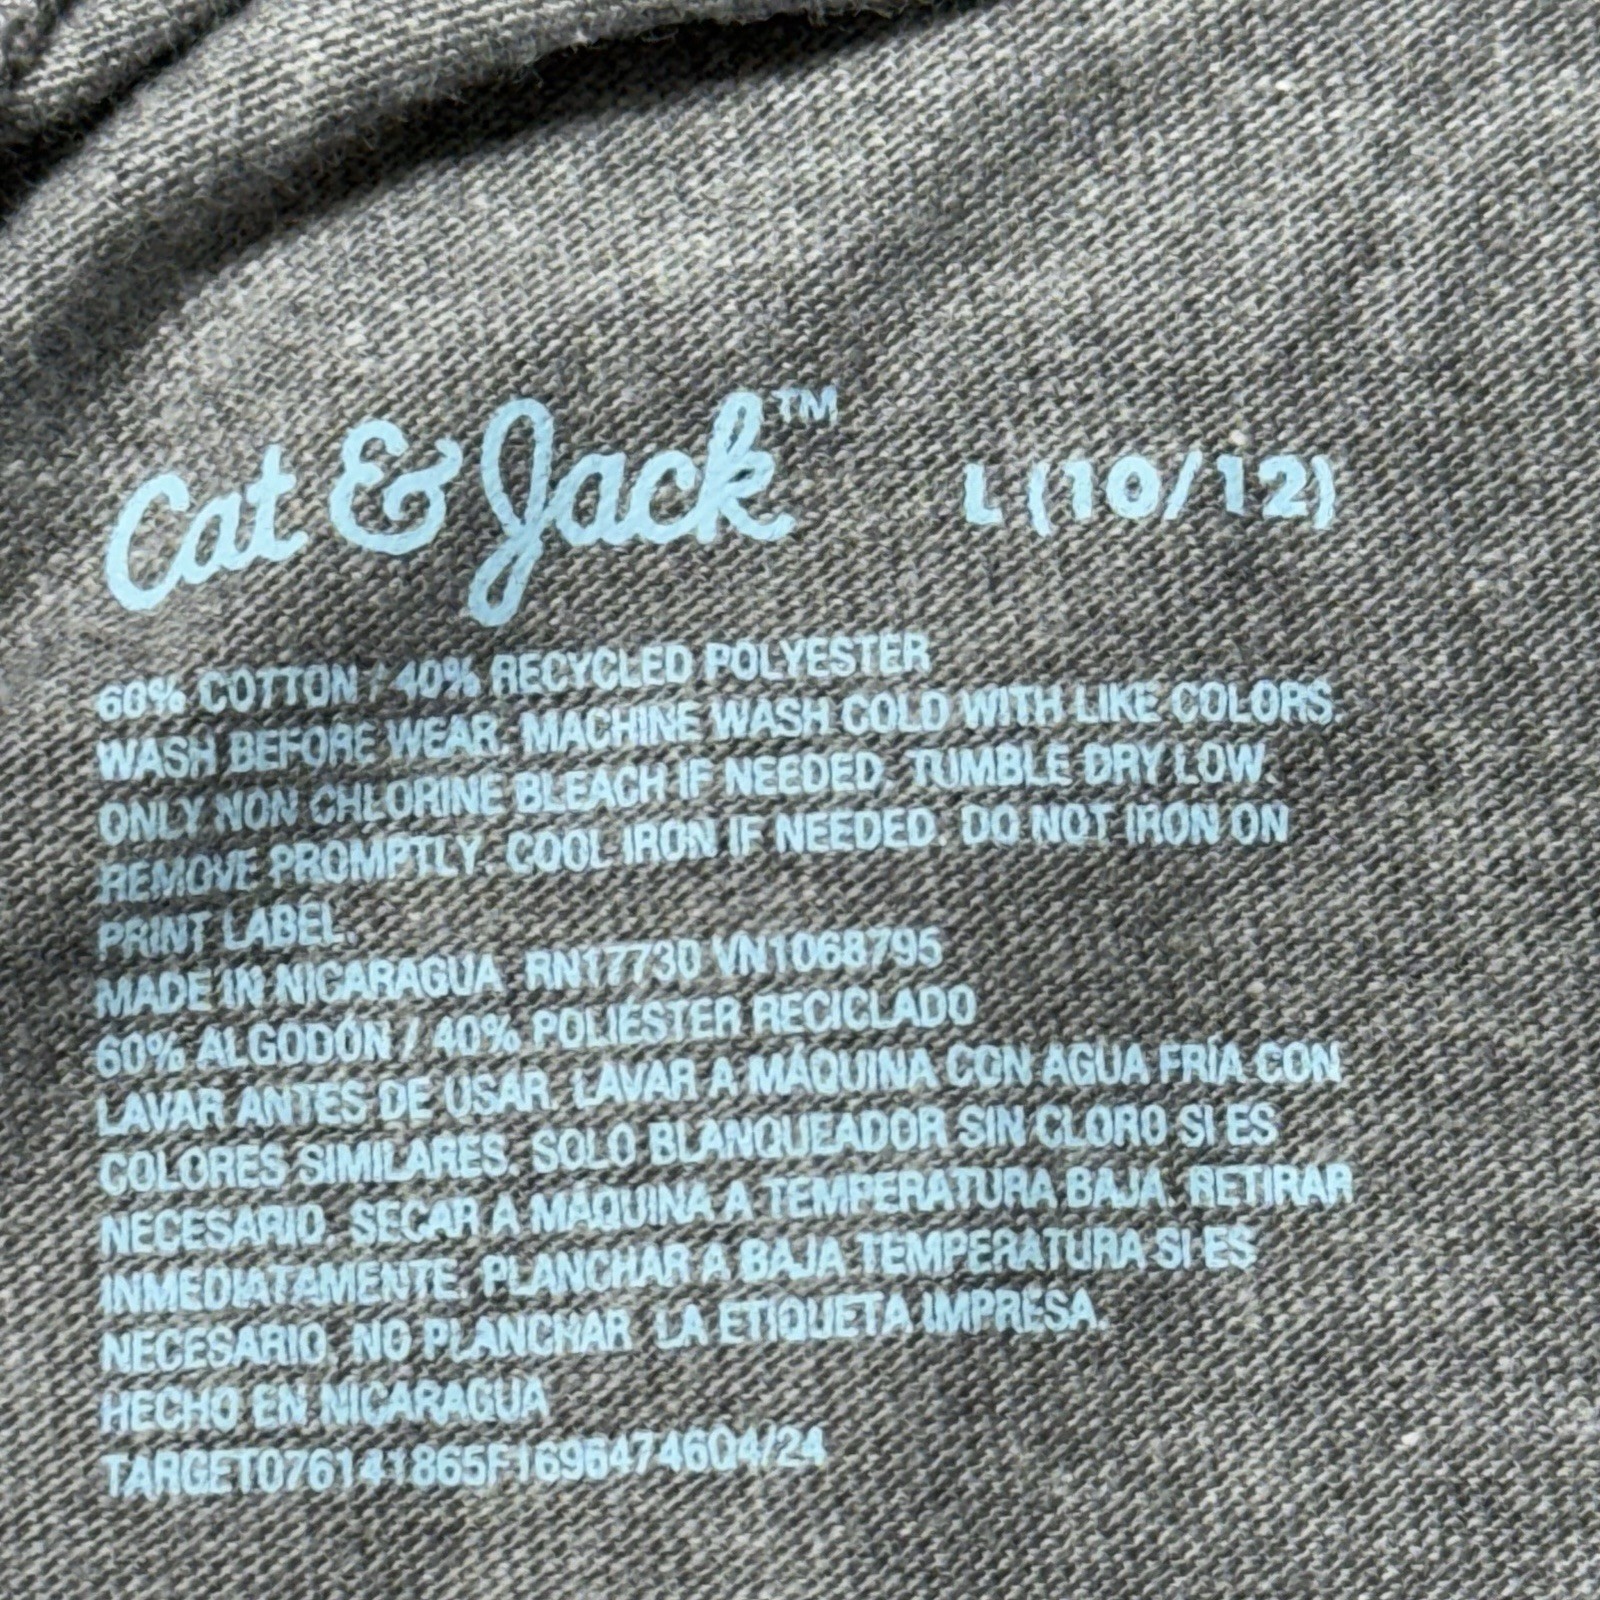 Cat & Jack™ L (10/12)
60% COTTON / 40% RECYCLED POLYESTER
WASH BEFORE WEAR. MACHINE WASH COLD WITH LIKE COLORS.
ONLY NON CHLORINE BLEACH IF NEEDED. TUMBLE DRY LOW.
REMOVE PROMPTLY. COOL IRON IF NEEDED. DO NOT IRON ON
PRINT LABEL.
MADE IN NICARAGUA RN17730 VN1068795
60% ALGODÓN / 40% POLIÉSTER RECICLADO
LAVAR ANTES DE USAR. LAVAR A MÁQUINA CON AGUA FRÍA CON
COLORES SIMILARES. SOLO BLANQUEADOR SIN CLORO SI ES
NECESARIO. SECAR A MÁQUINA A TEMPERATURA BAJA. RETIRAR
INMEDIATAMENTE. PLANCHAR A BAJA TEMPERATURA SI ES
NECESARIO. NO PLANCHAR LA ETIQUETA IMPRESA.
HECHO EN NICARAGUA
TARGET076141865F1696474604/24